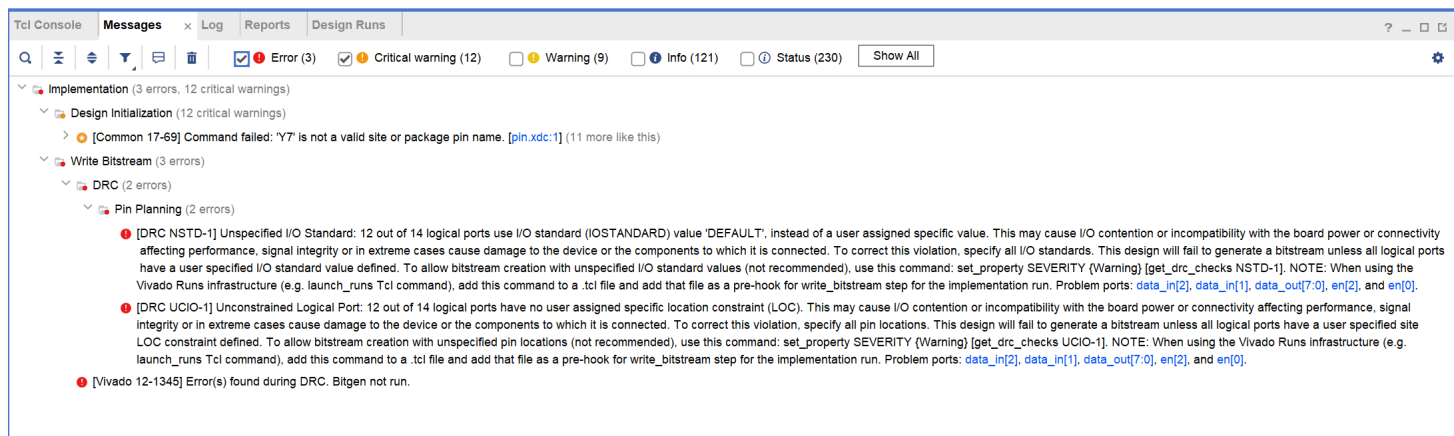 Tcl Console Messages × Log Reports Design Runs ? _
Error (3) Critical warning (12) Warning (9) Info (121) Status (230) Show All
Implementation (3 errors, 12 critical warnings)
Design Initialization (12 critical warnings)
[Common 17-69] Command failed: 'Y7' is not a valid site or package pin name. [pin.xdc:1] (11 more like this)
Write Bitstream (3 errors)
DRC (2 errors)
Pin Planning (2 errors)
[DRC NSTD-1] Unspecified I/O Standard: 12 out of 14 logical ports use I/O standard (IOSTANDARD) value 'DEFAULT', instead of a user assigned specific value. This may cause I/O contention or incompatibility with the board power or connectivity
affecting performance, signal integrity or in extreme cases cause damage to the device or the components to which it is connected. To correct this violation, specify all I/O standards. This design will fail to generate a bitstream unless all logical ports
have a user specified I/O standard value defined. To allow bitstream creation with unspecified I/O standard values (not recommended), use this command: set_property SEVERITY {Warning} [get_drc_checks NSTD-1]. NOTE: When using the
Vivado Runs infrastructure (e.g. launch_runs Tcl command), add this command to a .tcl file and add that file as a pre-hook for write_bitstream step for the implementation run. Problem ports: data_in[2], data_in[1], data_out[7:0], en[2], and en[0].
[DRC UCIO-1] Unconstrained Logical Port: 12 out of 14 logical ports have no user assigned specific location constraint (LOC). This may cause I/O contention or incompatibility with the board power or connectivity affecting performance, signal
integrity or in extreme cases cause damage to the device or the components to which it is connected. To correct this violation, specify all pin locations. This design will fail to generate a bitstream unless all logical ports have a user specified site
LOC constraint defined. To allow bitstream creation with unspecified pin locations (not recommended), use this command: set_property SEVERITY {Warning} [get_drc_checks UCIO-1]. NOTE: When using the Vivado Runs infrastructure (e.g.
launch_runs Tcl command), add this command to a .tcl file and add that file as a pre-hook for write_bitstream step for the implementation run. Problem ports: data_in[2], data_in[1], data_out[7:0], en[2], and en[0].
[Vivado 12-1345] Error(s) found during DRC. Bitgen not run.